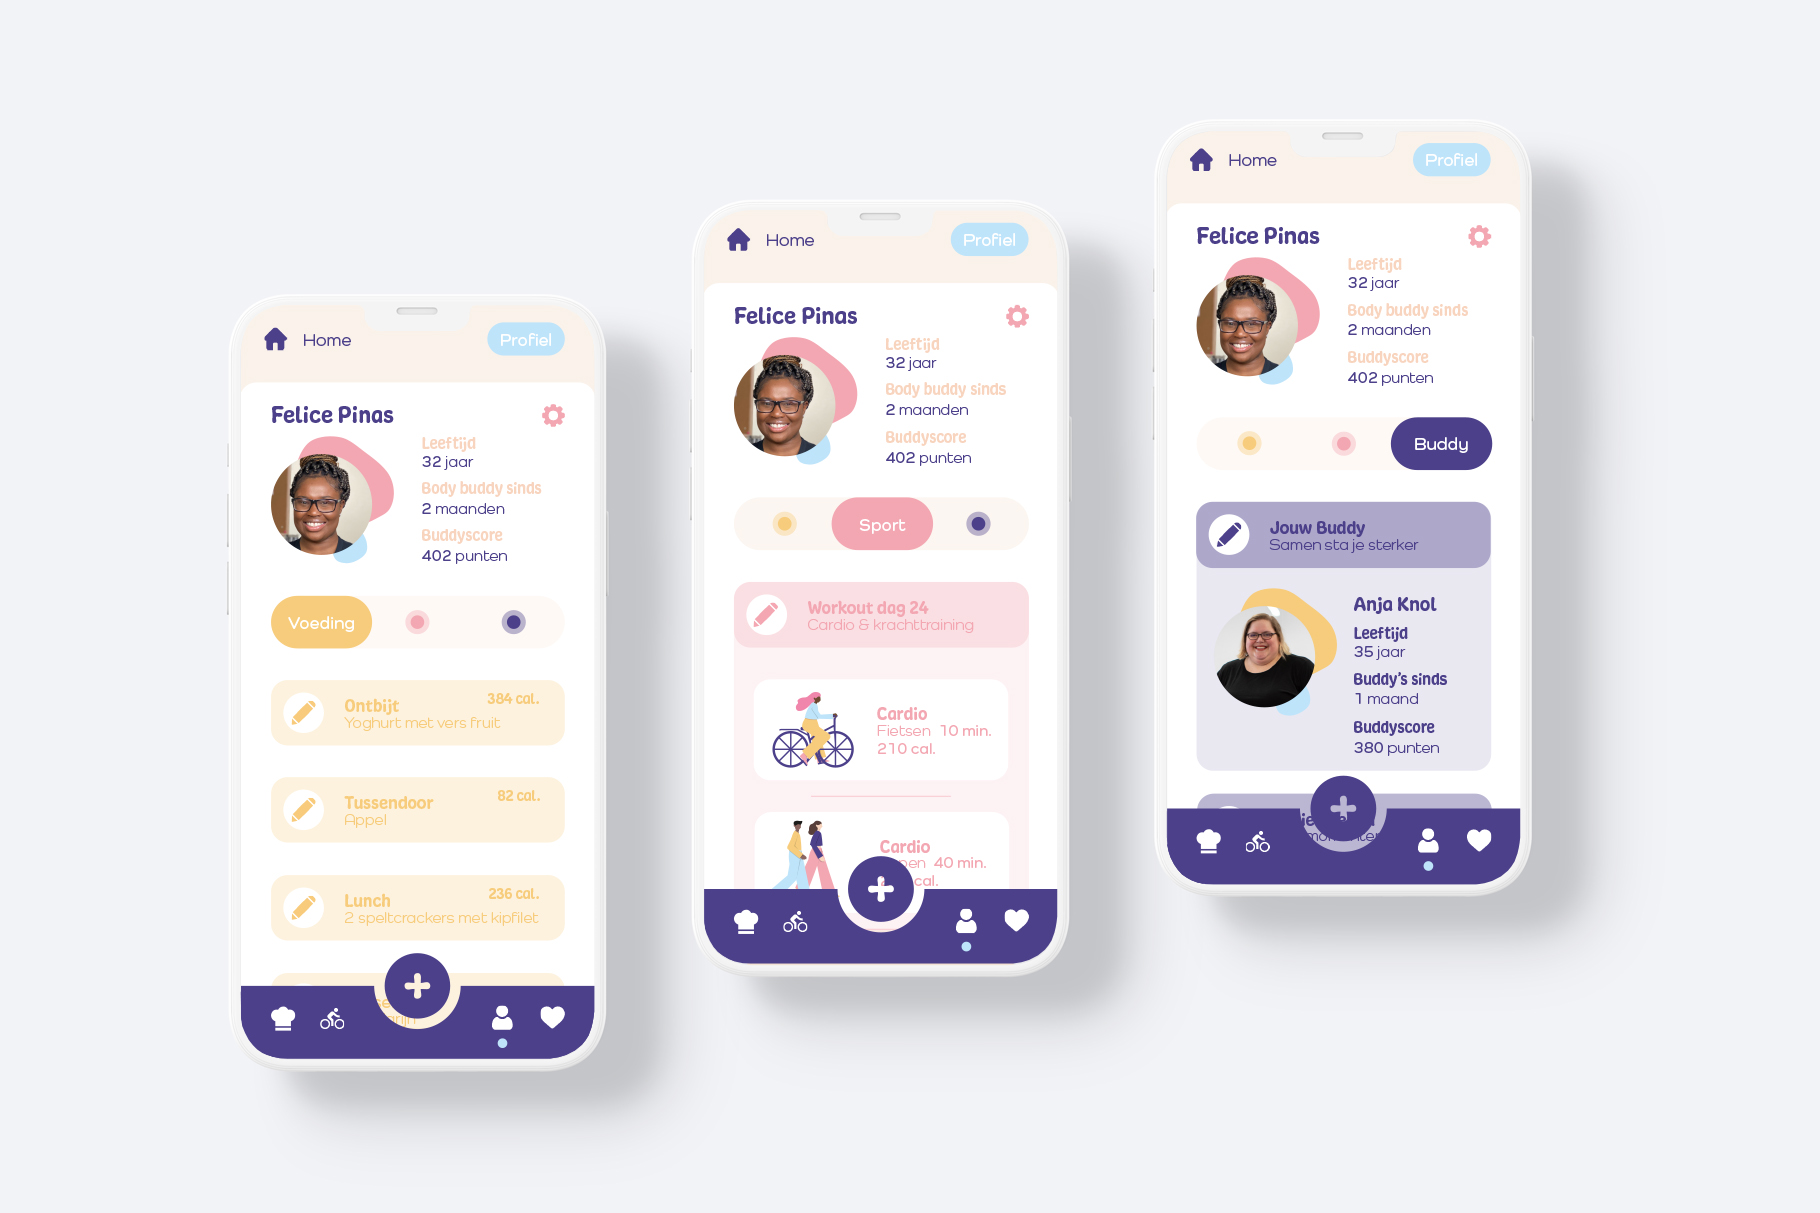 Home
Profiel
Felice Pinas
Leeftijd
32 jaar
Body buddy sinds
2 maanden
Buddyscore
402 punten
Voeding
Ontbijt
384 cal.
Yoghurt met vers fruit
Tussendoor
82 cal.
Appel
Lunch
236 cal.
2 speltcrackers met kipfilet
Home
Profiel
Felice Pinas
Leeftijd
32 jaar
Body buddy sinds
2 maanden
Buddyscore
402 punten
Sport
Workout dag 24
Cardio & krachttraining
Cardio
Fietsen 10 min.
210 cal.
Cardio
40 min.
cal.
Home
Profiel
Felice Pinas
Leeftijd
32 jaar
Body buddy sinds
2 maanden
Buddyscore
402 punten
Buddy
Jouw Buddy
Samen sta je sterker
Anja Knol
Leeftijd
35 jaar
Buddy's sinds
1 maand
Buddyscore
380 punten